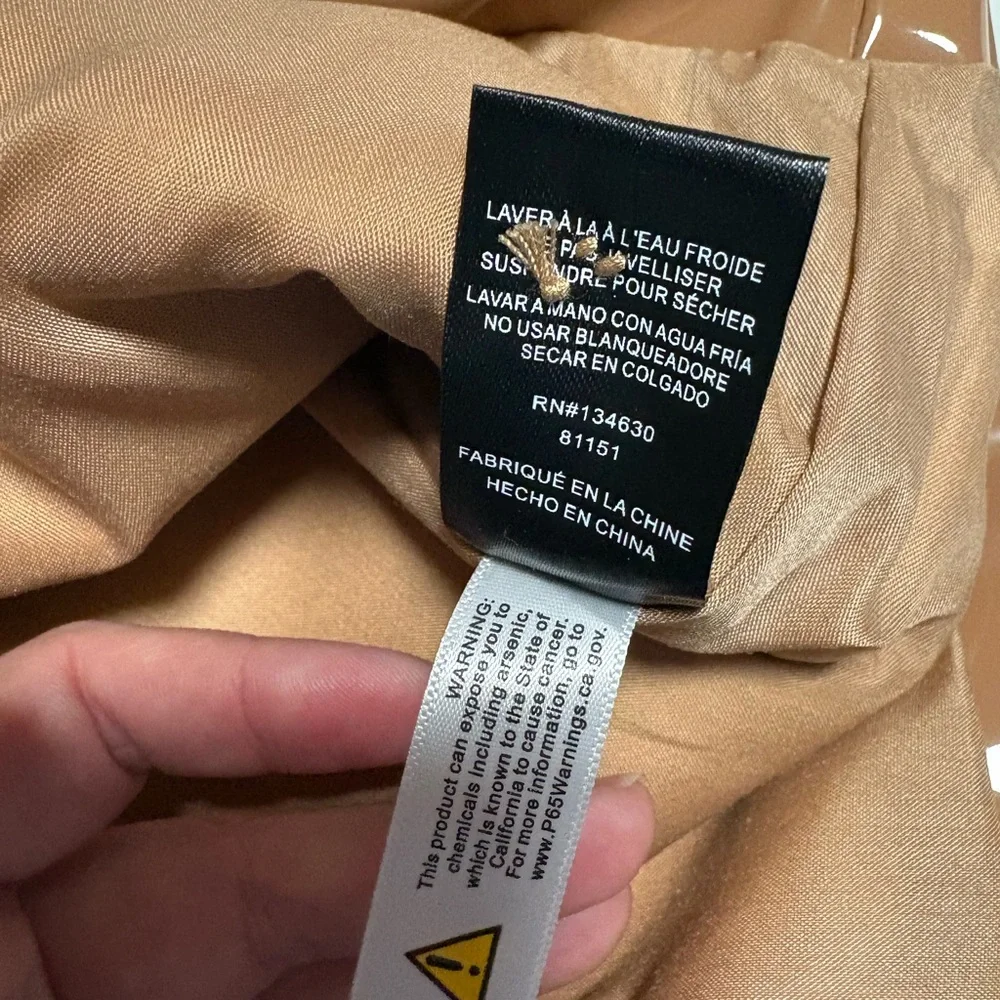 LAVER À LA À L'EAU FROIDE
PAS
SUSPENDRE POUR SÉCHER
LAVAR A MANO CON AGUA FRÍA
NO USAR BLANQUEADORE
SECAR EN COLGADO
RN#134630
81151
FABRIQUÉ EN LA CHINE
HECHO EN CHINA
WARNING:
This product can expose you to
chemicals including arsenic,
which is known to the State of
California to cause cancer.
For more information, go to
www.P65Warnings.ca.gov.